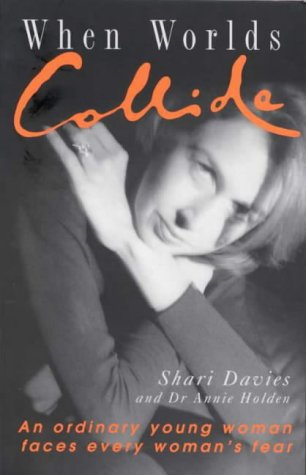 When Worlds
Collide
Shari Davies
and Dr Annie Holden
An ordinary young woman
faces every woman's fear